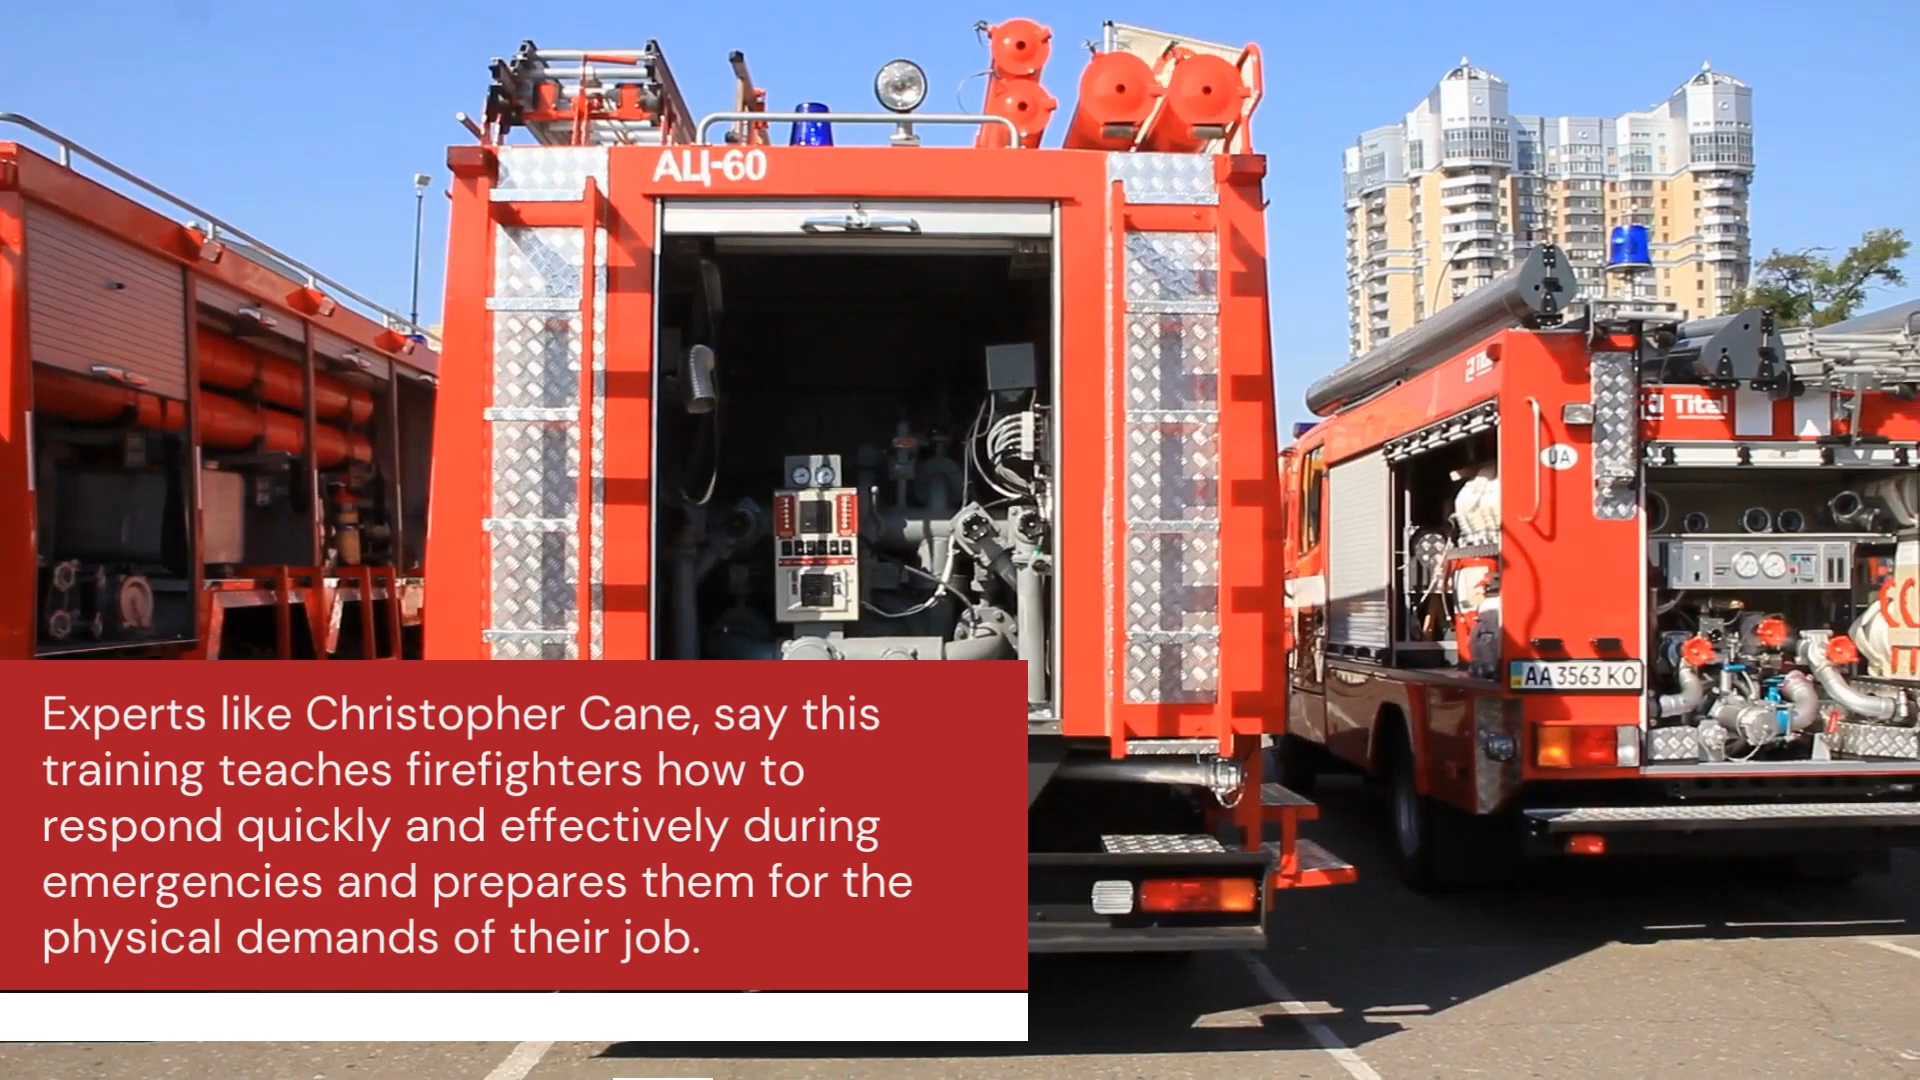 АЦ-60
Tital
UA
AA 3563 KO
Experts like Christopher Cane, say this
training teaches firefighters how to
respond quickly and effectively during
emergencies and prepares them for the
physical demands of their job.